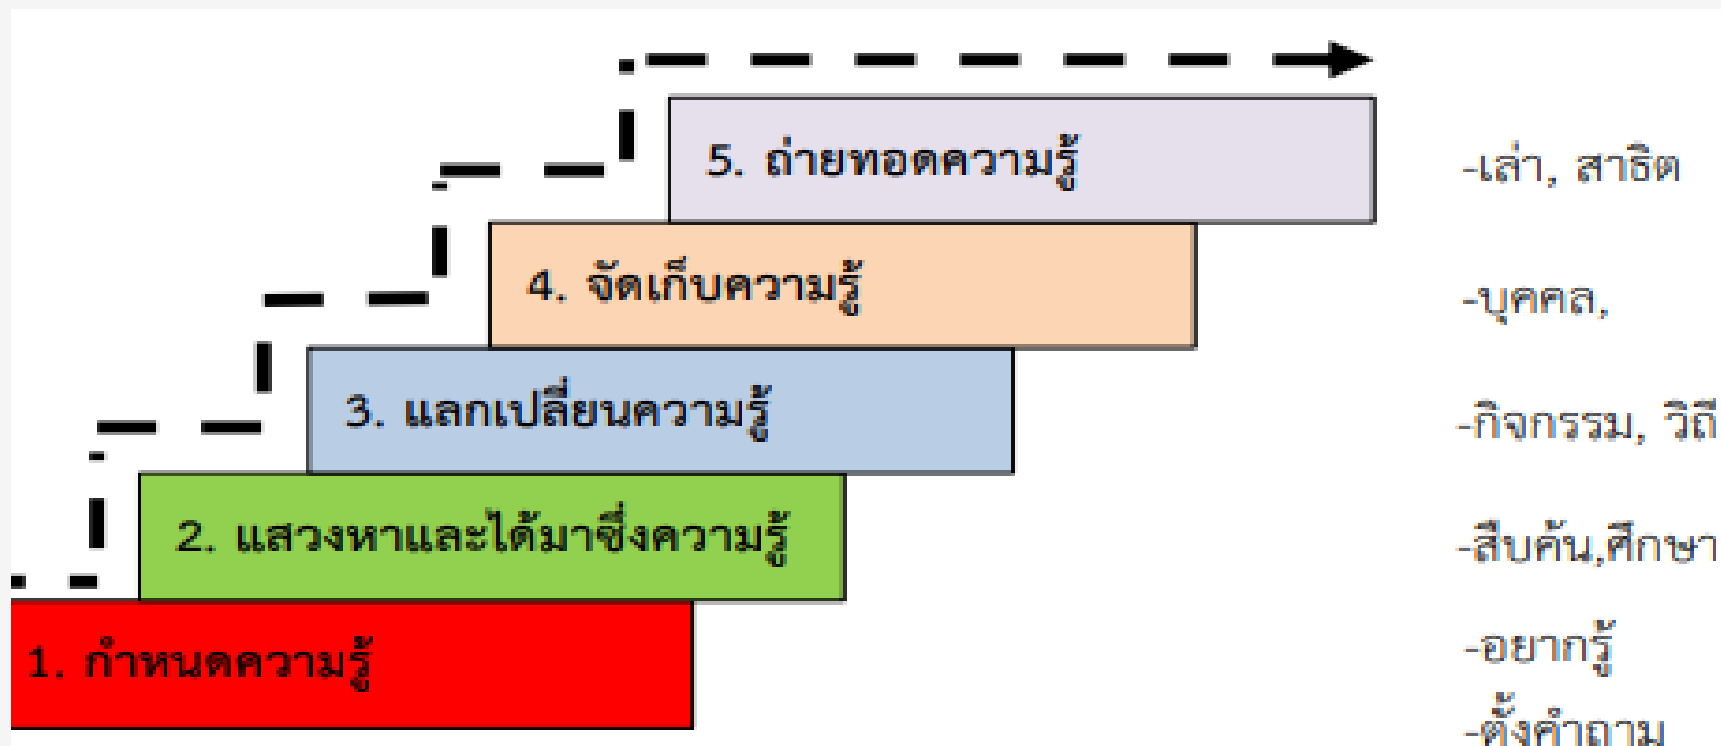 5. ถ่ายทอดความรู้
-เล่า, สาธิต
4. จัดเก็บความรู้
-บุคคล,
3. แลกเปลี่ยนความรู้
-กิจกรรม, วิถี
2. แสวงหาและได้มาซึ่งความรู้
-สืบค้น,ศึกษา
1. กำหนดความรู้
-อยากรู้
-ตั้งคำถาม